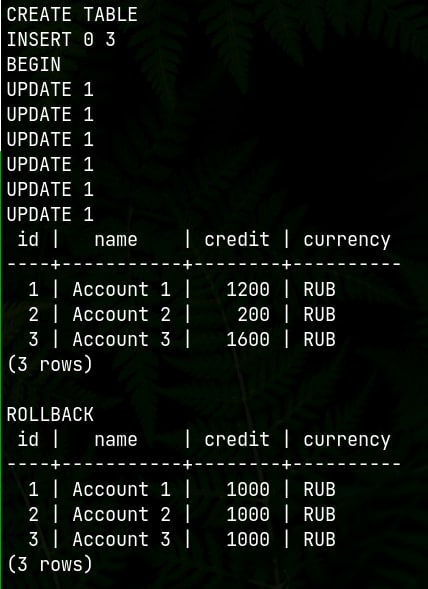 CREATE TABLE
INSERT 0 3
BEGIN
UPDATE 1
UPDATE 1
UPDATE 1
UPDATE 1
UPDATE 1
UPDATE 1
 id |   name    | credit | currency
----+-----------+--------+----------
  1 | Account 1 |   1200 | RUB
  2 | Account 2 |    200 | RUB
  3 | Account 3 |   1600 | RUB
(3 rows)

ROLLBACK
 id |   name    | credit | currency
----+-----------+--------+----------
  1 | Account 1 |   1000 | RUB
  2 | Account 2 |   1000 | RUB
  3 | Account 3 |   1000 | RUB
(3 rows)